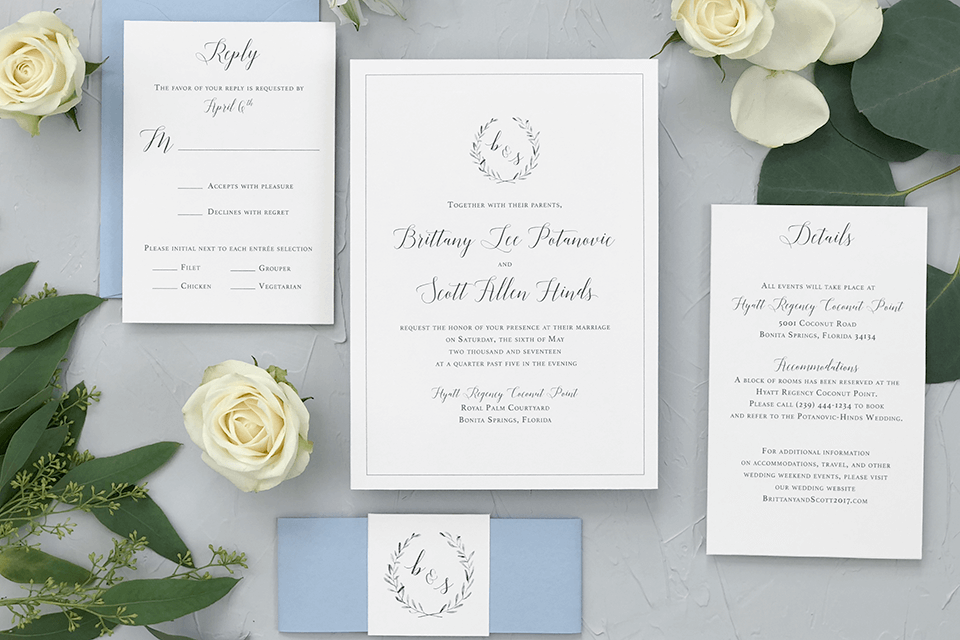 Reply
The favor of your reply is requested by
April 6th
M
Accepts with pleasure
Declines with regret
Please initial next to each entrée selection
Filet Grouper
Chicken Vegetarian
b & s
Together with their parents,
Brittany Lee Potanovic
and
Scott Allen Hinds
request the honor of your presence at their marriage
on Saturday, the sixth of May
two thousand and seventeen
at a quarter past five in the evening
Hyatt Regency Coconut Point
Royal Palm Courtyard
Bonita Springs, Florida
b & s
Details
All events will take place at
Hyatt Regency Coconut Point
5001 Coconut Road
Bonita Springs, Florida 34134
Accommodations
A block of rooms has been reserved at the
Hyatt Regency Coconut Point.
Please call (239) 444-1234 to book
and refer to the Potanovic-Hinds Wedding.
For additional information
on accommodations, travel, and other
wedding weekend events, please visit
our wedding website
BrittanyandScott2017.com